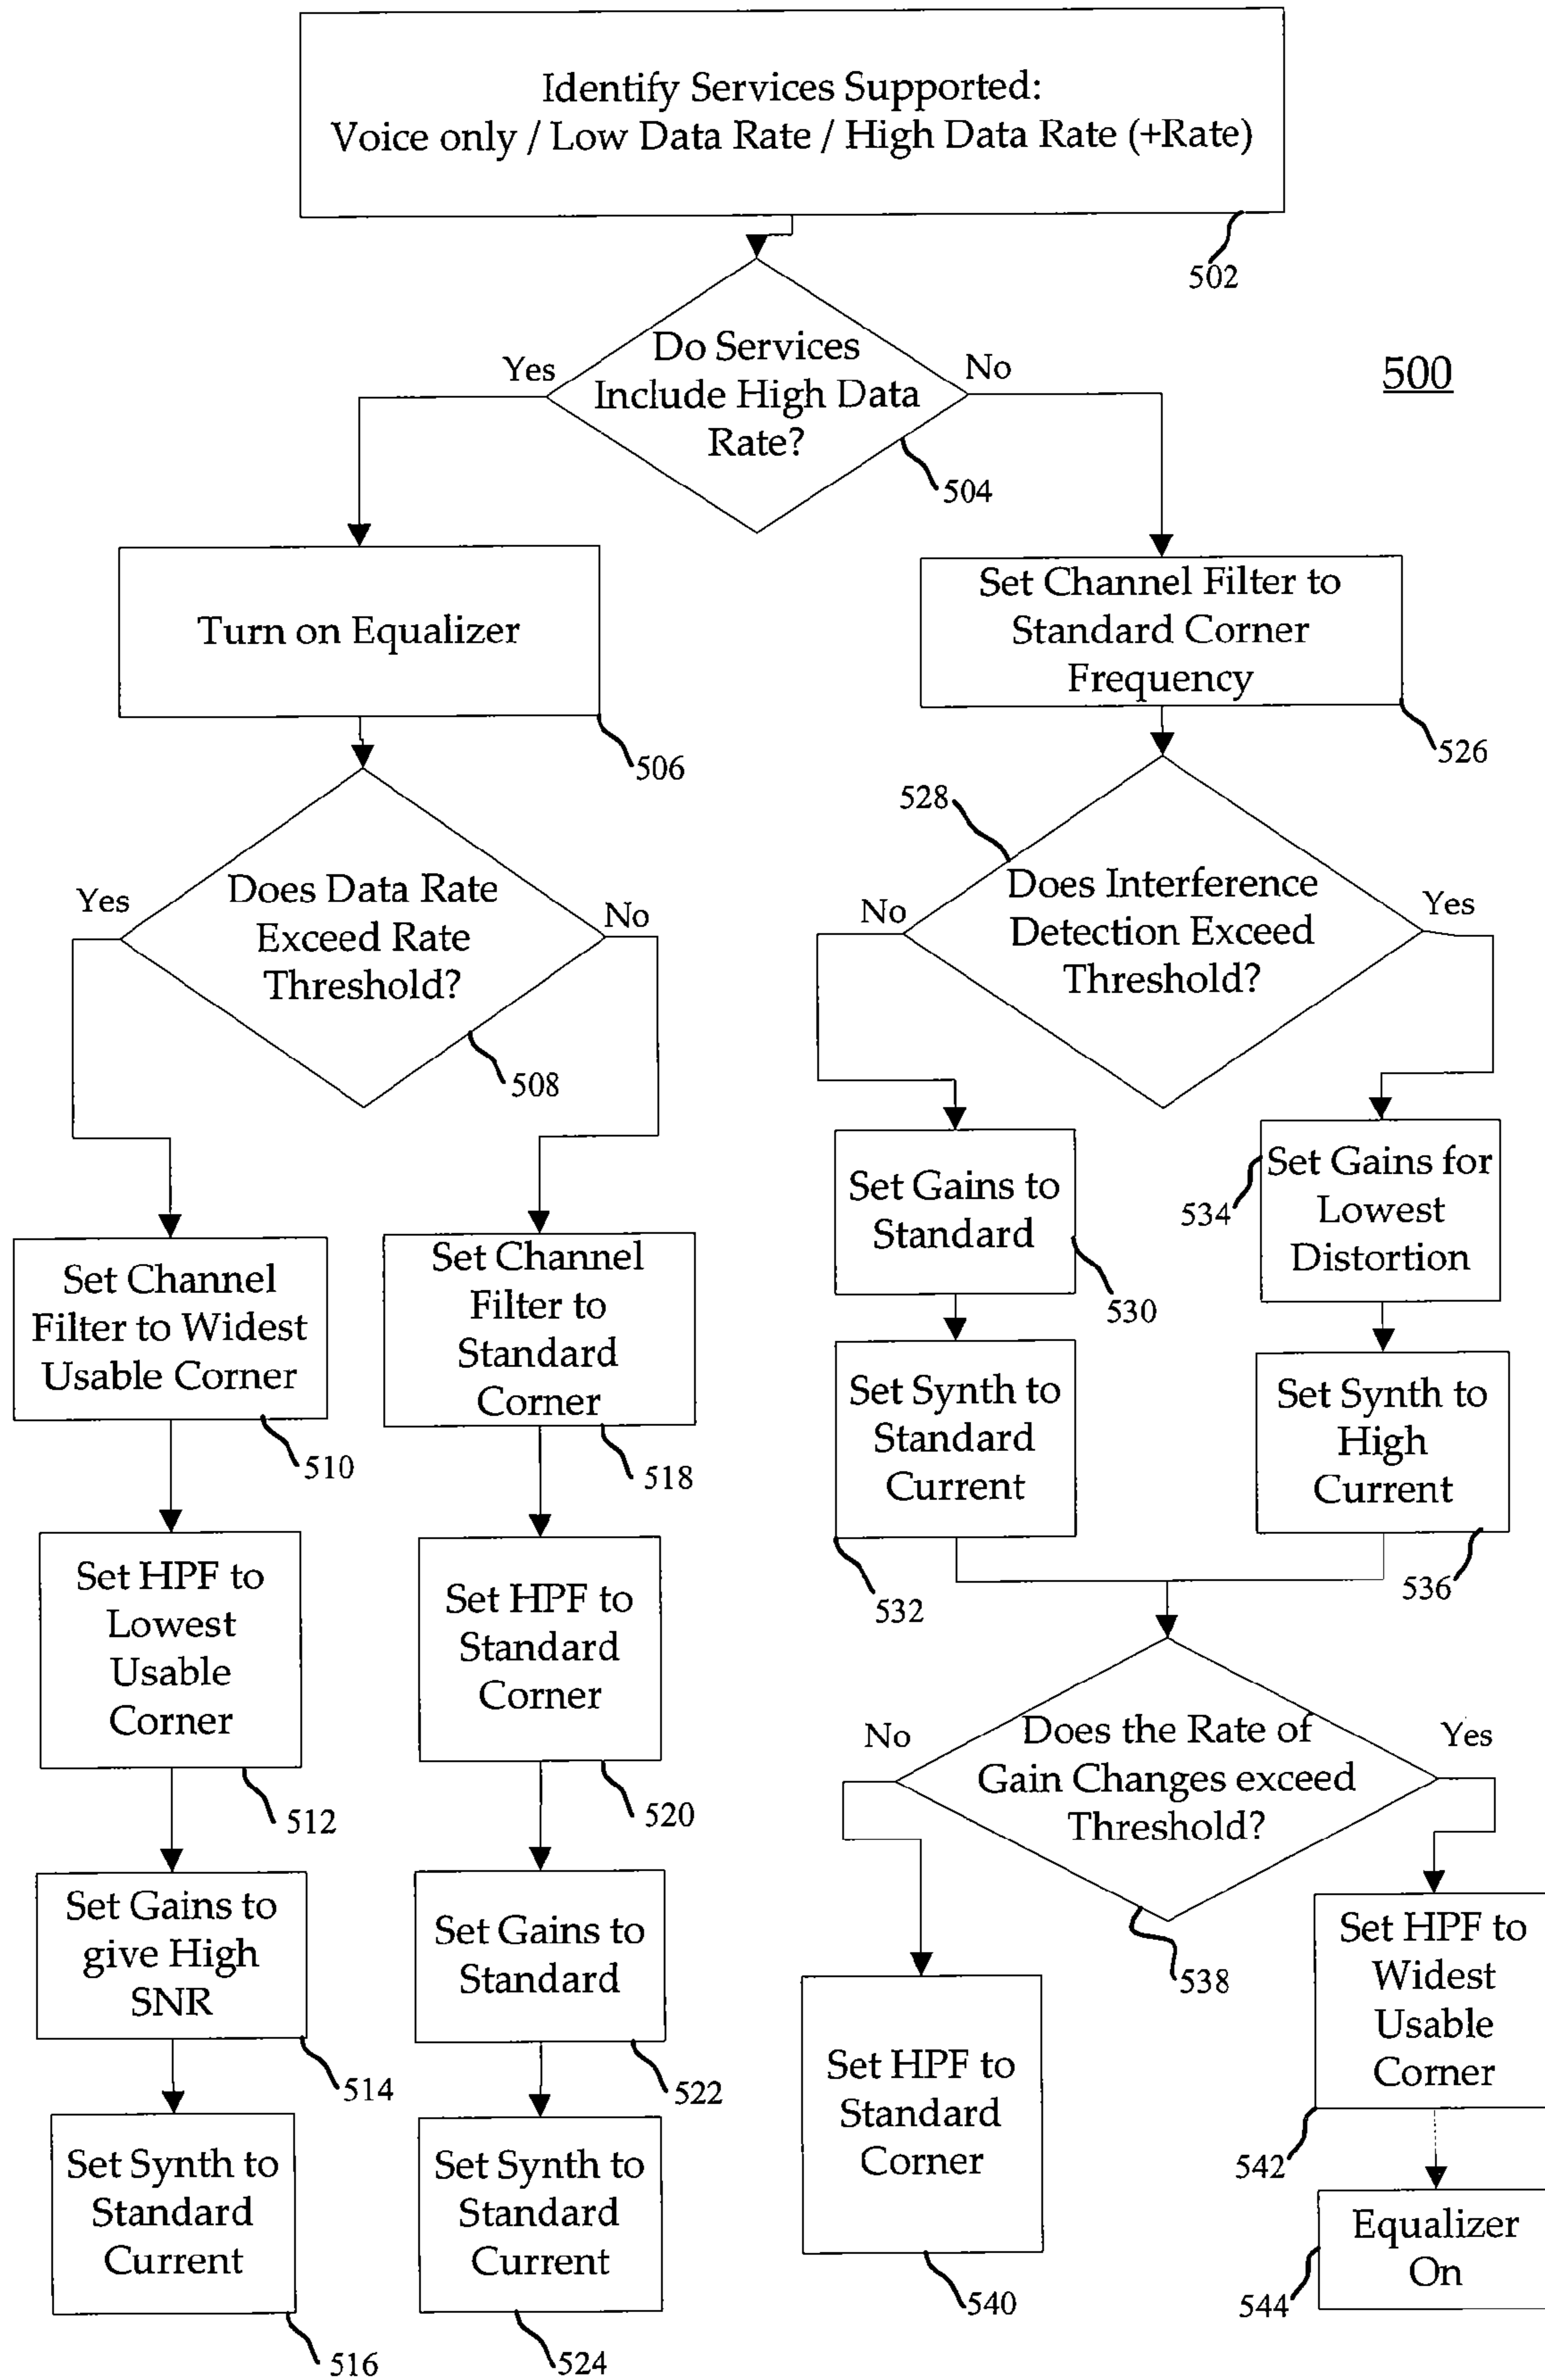 Identify Services Supported:
Voice only / Low Data Rate / High Data Rate (+Rate)
502
Do Services
Include High Data
Rate?
Yes
No
504
500
Turn on Equalizer
506
Set Channel Filter to
Standard Corner
Frequency
526
Does Data Rate
Exceed Rate
Threshold?
Yes
No
508
528
Does Interference
Detection Exceed
Threshold?
No
Yes
Set Channel
Filter to Widest
Usable Corner
510
Set Channel
Filter to
Standard
Corner
518
Set Gains to
Standard
530
Set Gains for
Lowest
Distortion
534
Set Synth to
Standard
Current
532
Set Synth to
High
Current
536
Set HPF to
Lowest
Usable
Corner
512
Set HPF to
Standard
Corner
520
Does the Rate of
Gain Changes exceed
Threshold?
No
Yes
538
Set Gains to
give High
SNR
514
Set Gains to
Standard
522
Set HPF to
Standard
Corner
540
Set HPF to
Widest
Usable
Corner
542
Set Synth to
Standard
Current
516
Set Synth to
Standard
Current
524
Equalizer
On
544